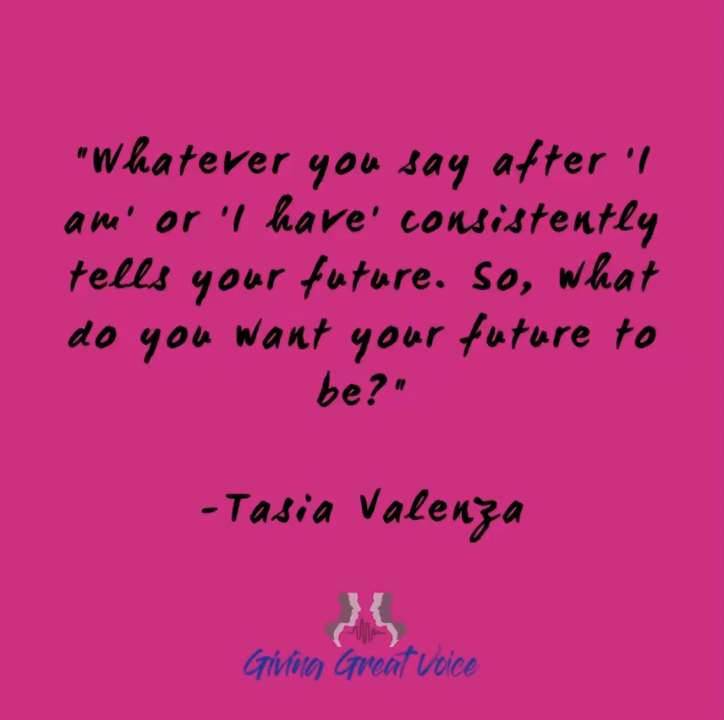 "Whatever you say after 'I
am' or 'I have' consistently
tells your future. So, what
do you want your future to
be?"
-Tasia Valenza
Giving Great Voice